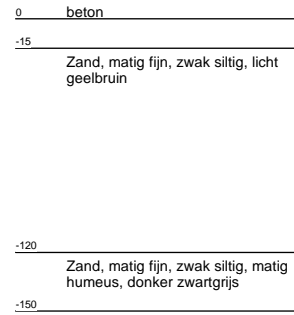 0 beton
-15
Zand, matig fijn, zwak siltig, licht
geelbruin
-120
Zand, matig fijn, zwak siltig, matig
humeus, donker zwartgrijs
-150